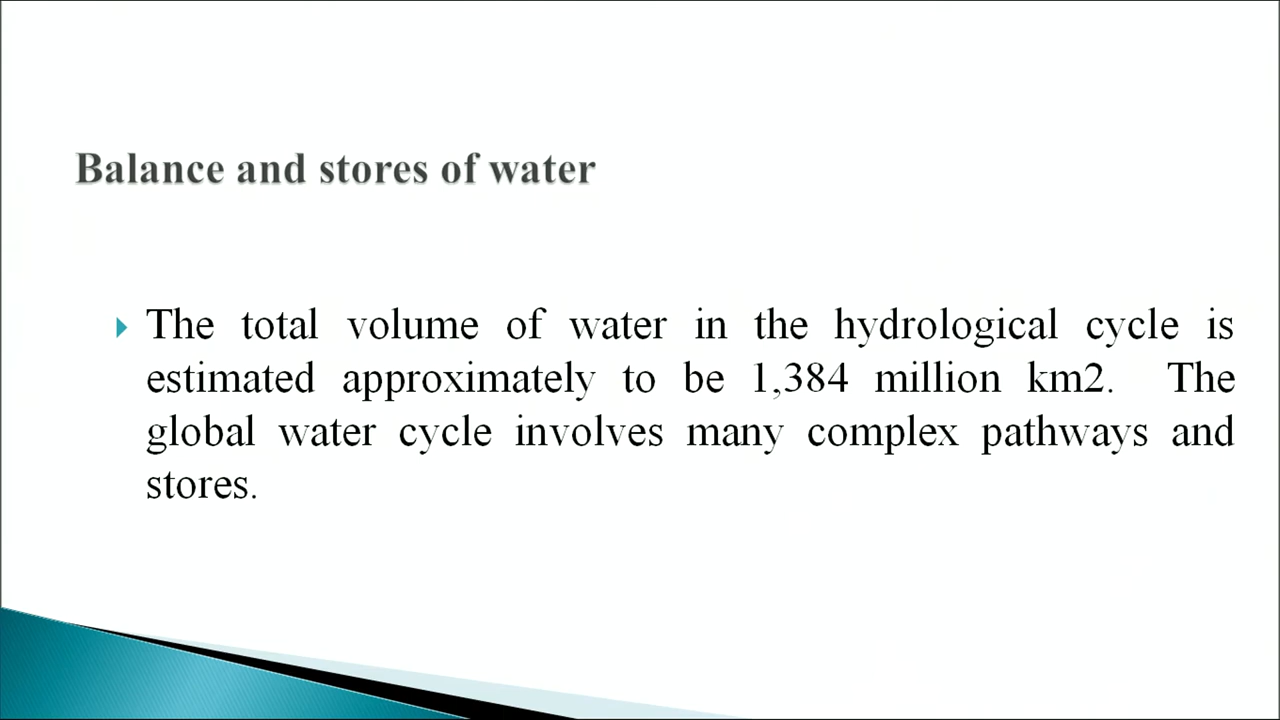 Balance and stores of water
The total volume of water in the hydrological cycle is
estimated approximately to be 1,384 million km2. The
global water cycle involves many complex pathways and
stores.